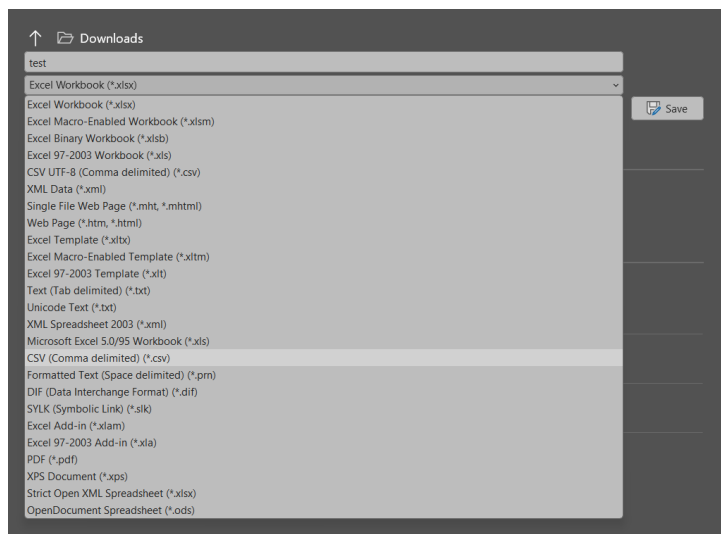 Downloads
test
Excel Workbook (*.xlsx)
Excel Workbook (*.xlsx)
Save
Excel Macro-Enabled Workbook (*.xlsm)
Excel Binary Workbook (*.xlsb)
Excel 97-2003 Workbook (*.xls)
CSV UTF-8 (Comma delimited) (*.csv)
XML Data (*.xml)
Single File Web Page (*.mht, *.mhtml)
Web Page (*.htm, *.html)
Excel Template (*.xltx)
Excel Macro-Enabled Template (*.xltm)
Excel 97-2003 Template (*.xlt)
Text (Tab delimited) (*.txt)
Unicode Text (*.txt)
XML Spreadsheet 2003 (*.xml)
Microsoft Excel 5.0/95 Workbook (*.xls)
CSV (Comma delimited) (*.csv)
Formatted Text (Space delimited) (*.prn)
DIF (Data Interchange Format) (*.dif)
SYLK (Symbolic Link) (*.slk)
Excel Add-in (*.xlam)
Excel 97-2003 Add-in (*.xla)
PDF (*.pdf)
XPS Document (*.xps)
Strict Open XML Spreadsheet (*.xlsx)
OpenDocument Spreadsheet (*.ods)